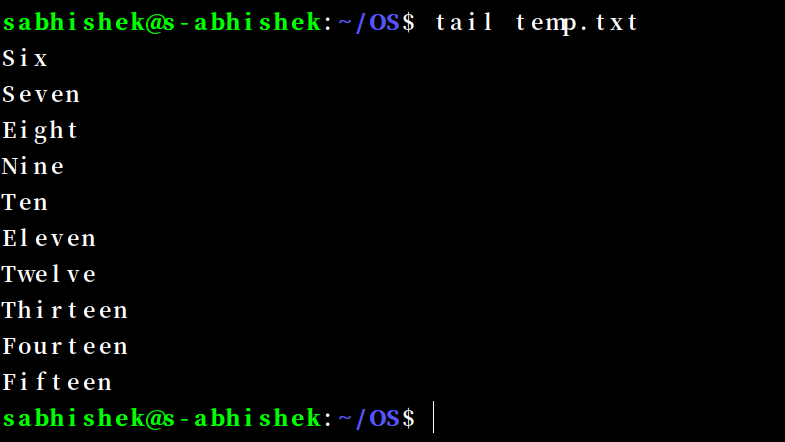 sabhishek@s-abhishek:~/OS$ tail temp.txt
Six
Seven
Eight
Nine
Ten
Eleven
Twelve
Thirteen
Fourteen
Fifteen
sabhishek@s-abhishek:~/OS$